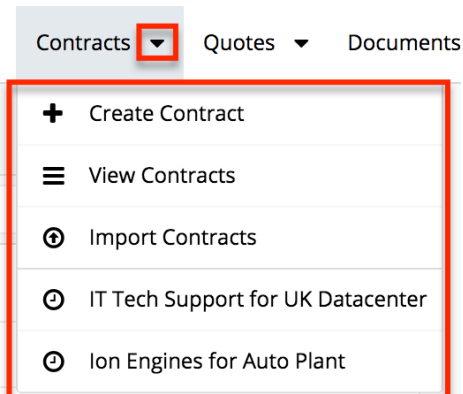 Contracts Quotes Documents
Create Contract
View Contracts
Import Contracts
IT Tech Support for UK Datacenter
Ion Engines for Auto Plant